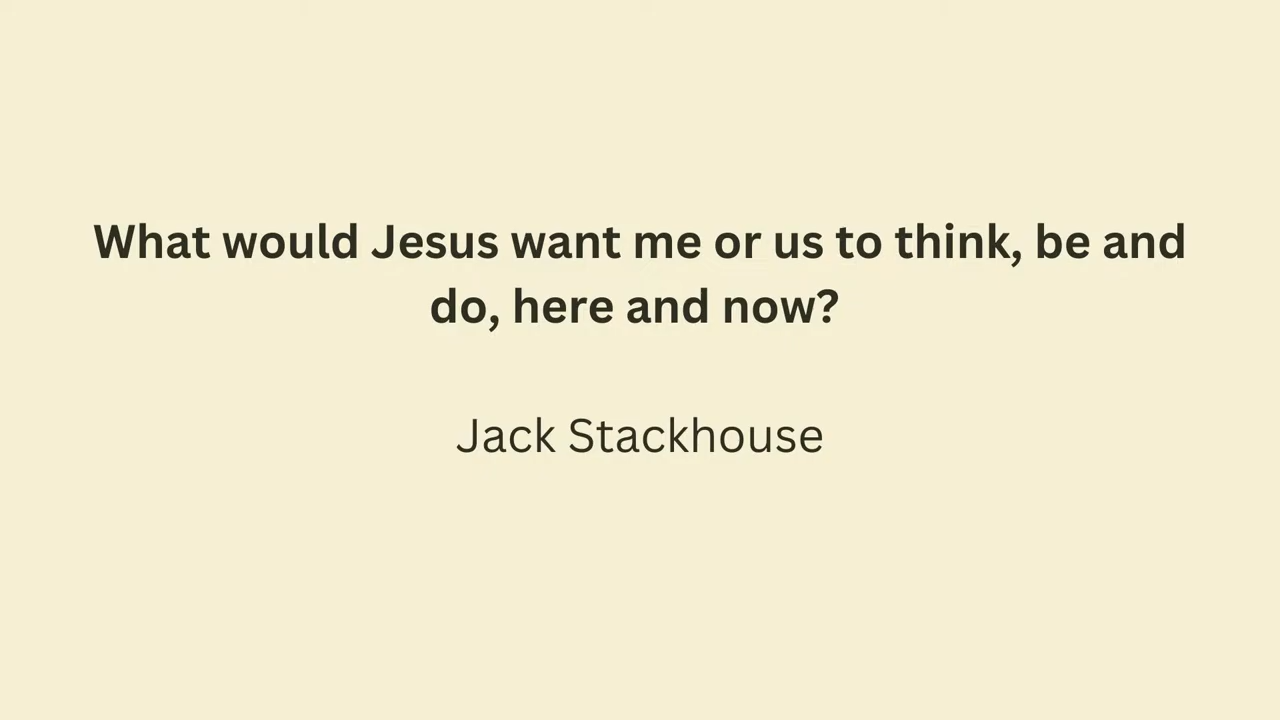 What would Jesus want me or us to think, be and
do, here and now?
Jack Stackhouse